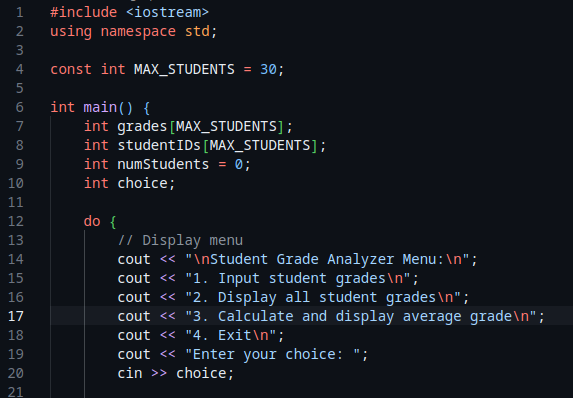 1 #include <iostream>
2 using namespace std;
3
4 const int MAX_STUDENTS = 30;
5
6 int main() {
7     int grades[MAX_STUDENTS];
8     int studentIDs[MAX_STUDENTS];
9     int numStudents = 0;
10     int choice;
11
12     do {
13         // Display menu
14         cout << "\nStudent Grade Analyzer Menu:\n";
15         cout << "1. Input student grades\n";
16         cout << "2. Display all student grades\n";
17         cout << "3. Calculate and display average grade\n";
18         cout << "4. Exit\n";
19         cout << "Enter your choice: ";
20         cin >> choice;
21